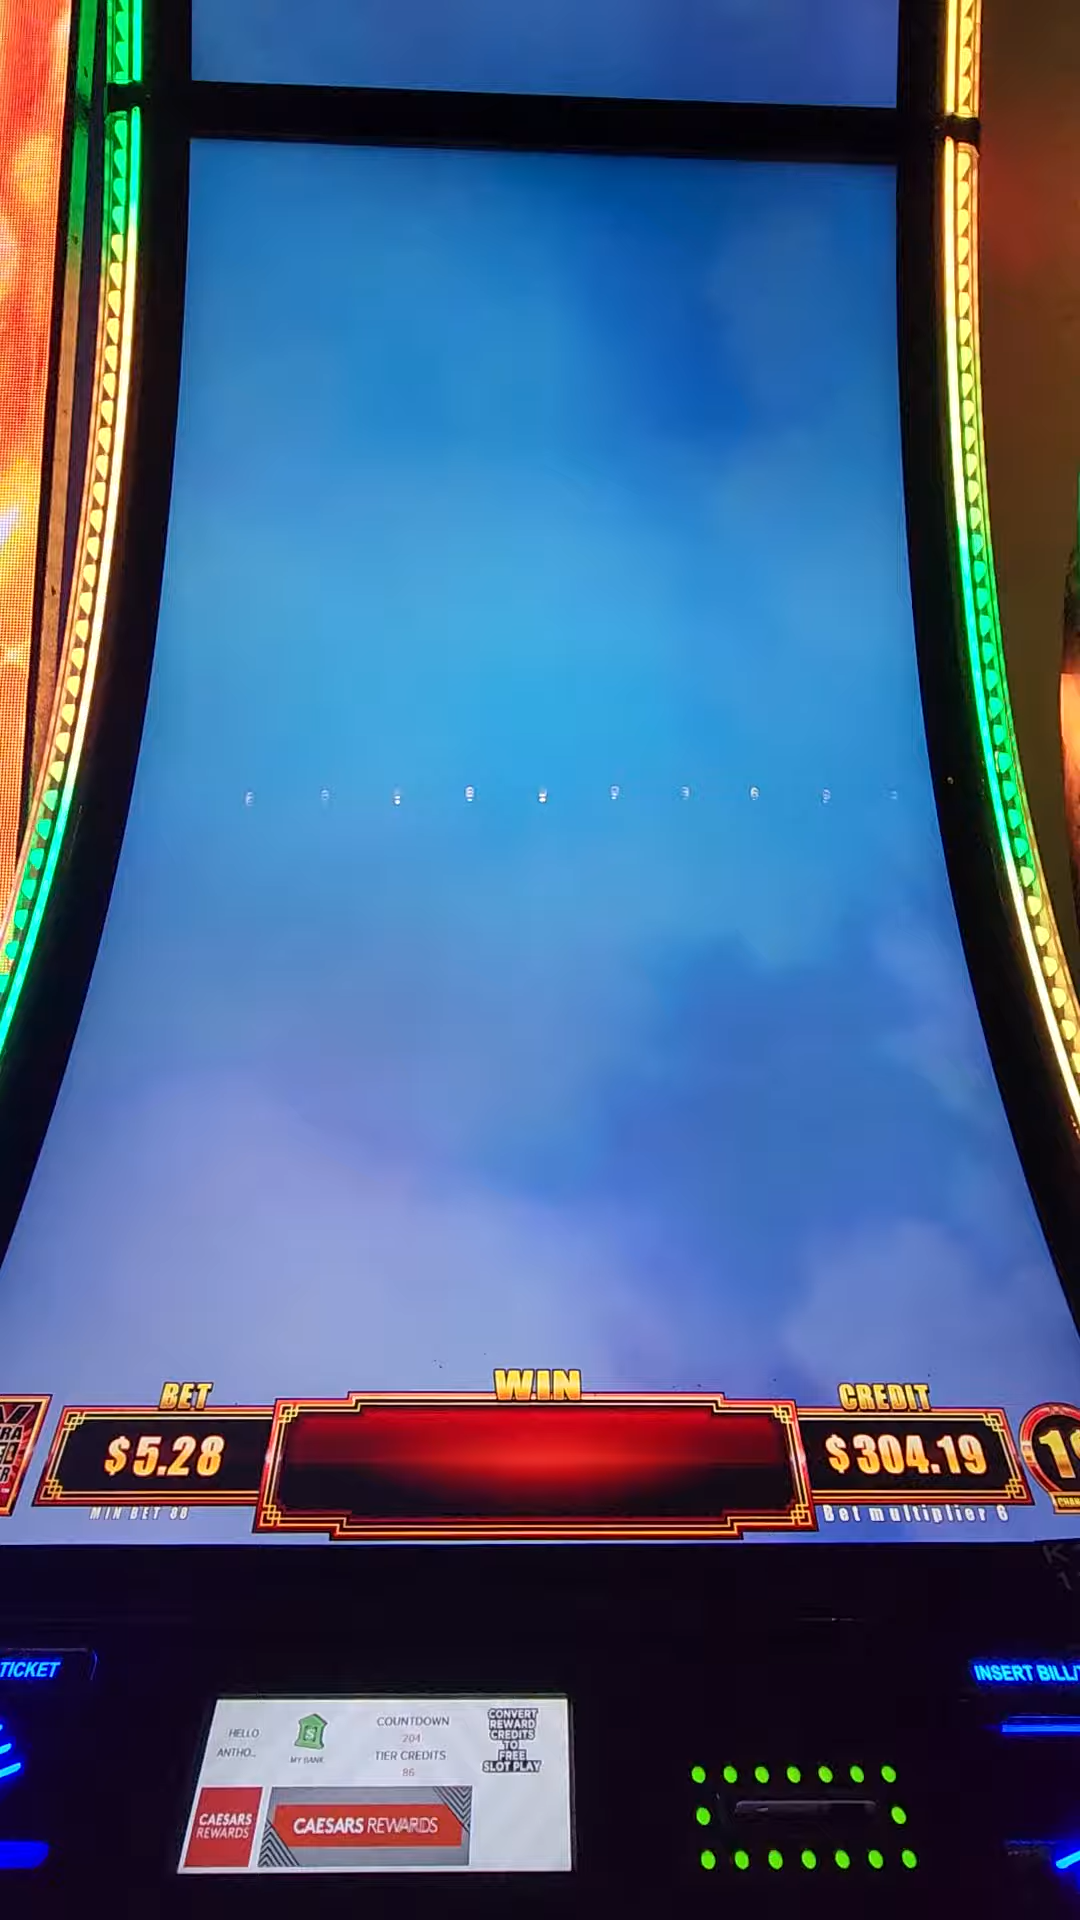 BET
WIN
CREDIT
$5.28
$304.19
MIN BET 88
Bet multiplier 6
TICKET
INSERT BILL/T
HELLO
ANTHO..
MY BANK
COUNTDOWN
204
TIER CREDITS
86
CONVERT
REWARD
CREDITS
TO
FREE
SLOT PLAY
CAESARS
REWARDS
CAESARS REWARDS